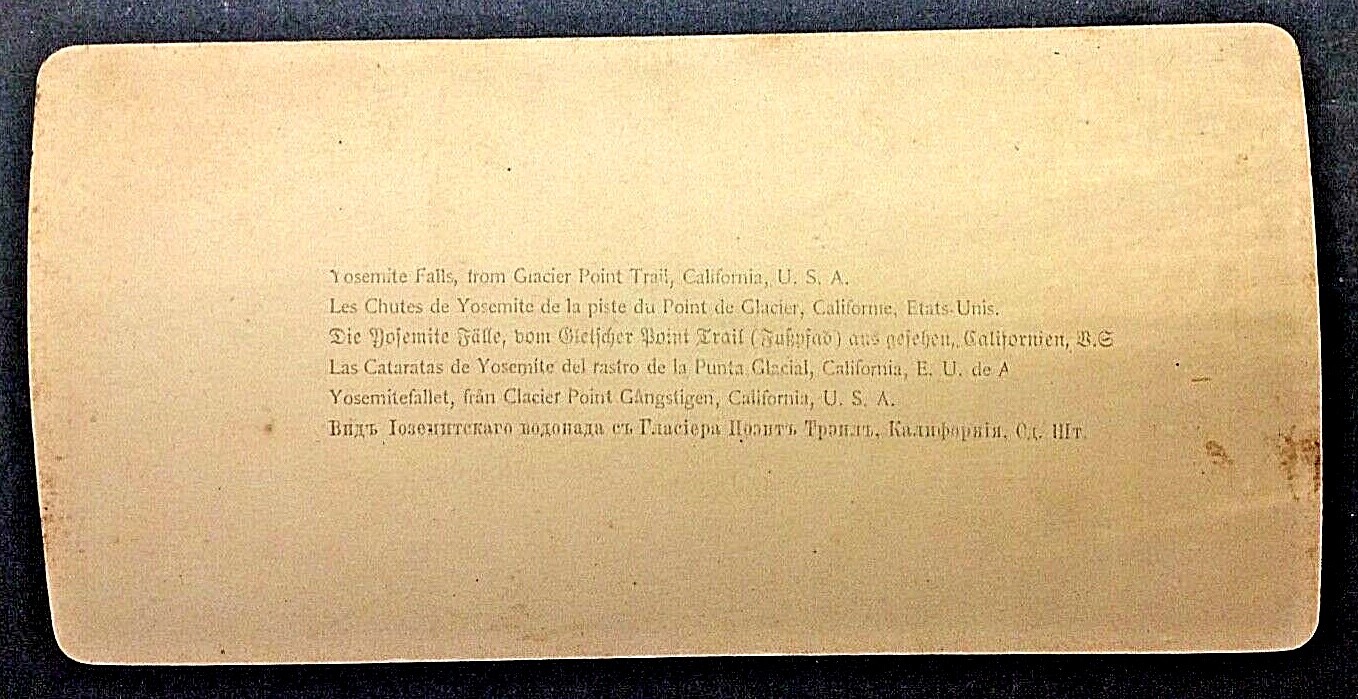 Yosemite Falls, from Glacier Point Trail, California, U. S. A.
Les Chutes de Yosemite de la piste du Point de Glacier, Californie, Etats-Unis.
Die Yosemite Fälle, vom Gletscher Point Trail (Fußpfad) aus gesehen, Californien, V.S
Las Cataratas de Yosemite del rastro de la Punta Glacial, California, E. U. de A
Yosemitefallet, från Clacier Point Gångstigen, California, U. S. A.
Видъ Іоземитскаго водопада съ Гласіера Поэнтъ Трэилъ, Калифорнія, Сд. Шт.